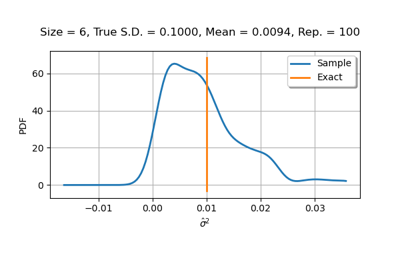 Size = 6, True S.D. = 0.1000, Mean = 0.0094, Rep. = 100
Sample
Exact
PDF
60
40
20
0
−0.01 0.00 0.01 0.02 0.03
σ̂²